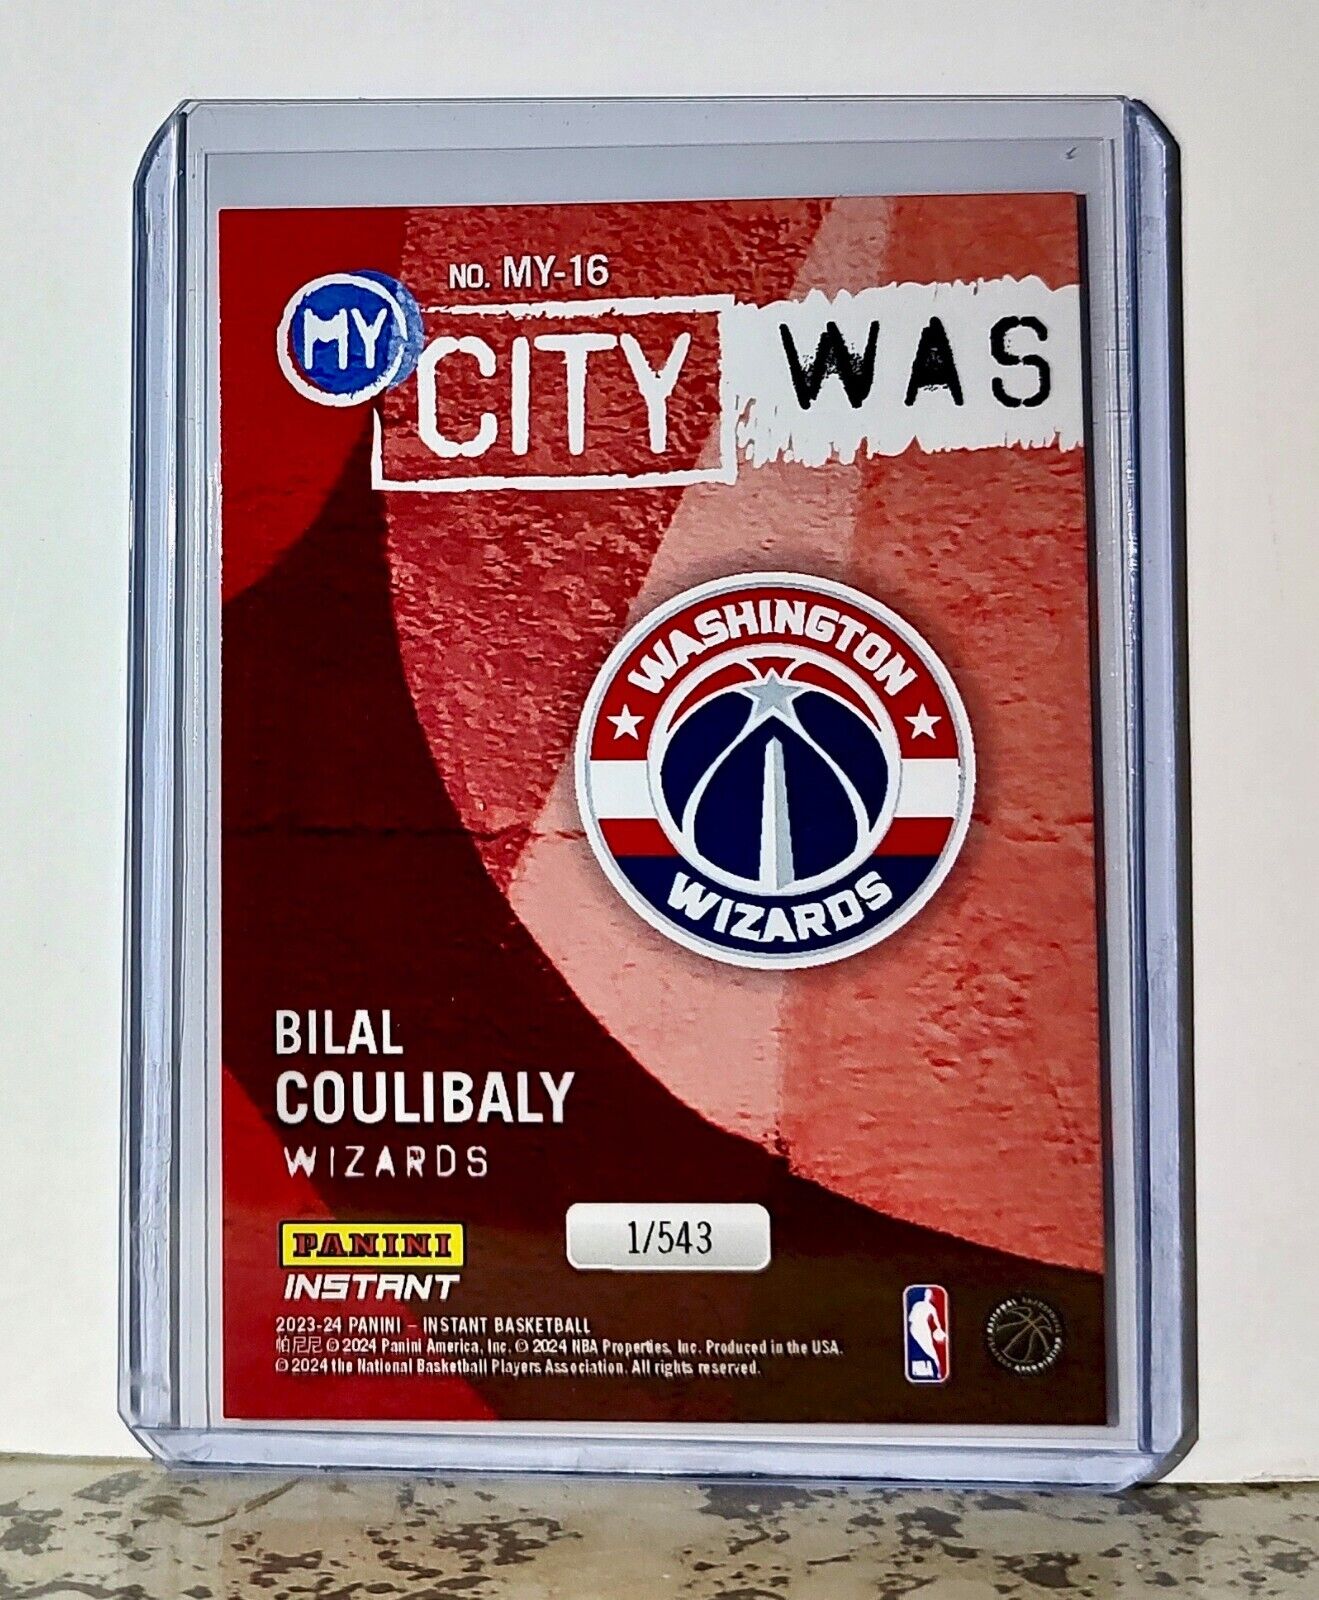 NO. MY-16
MY CITY WAS
WASHINGTON
WIZARDS
BILAL
COULIBALY
WIZARDS
PANINI
INSTANT
1/543
2023-24 PANINI – INSTANT BASKETBALL
帕尼尼 © 2024 Panini America, Inc. © 2024 NBA Properties, Inc. Produced in the USA.
© 2024 the National Basketball Players Association. All rights reserved.
NBA